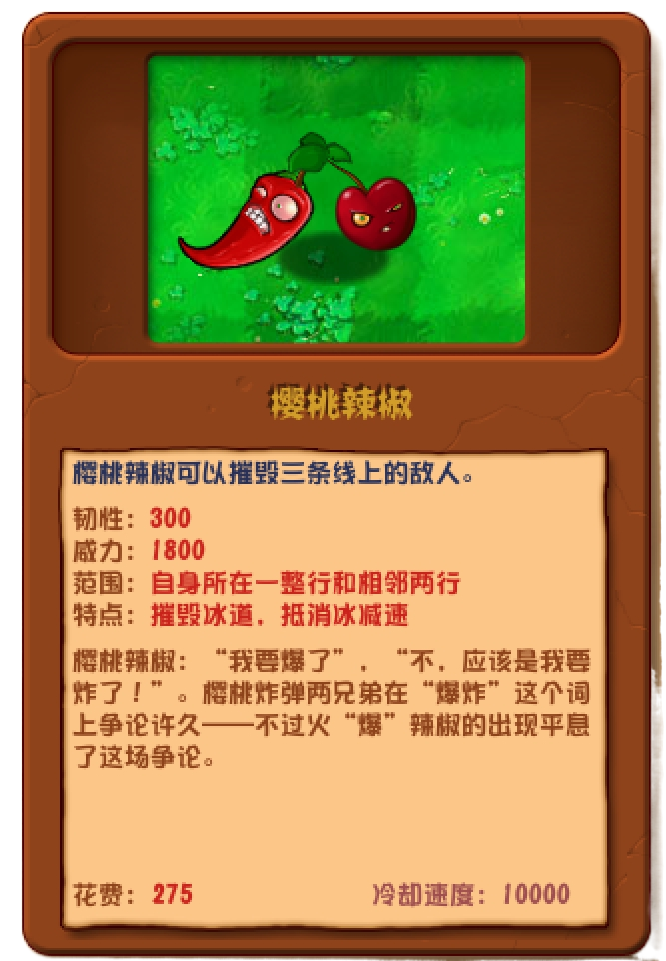 樱桃辣椒
樱桃辣椒可以摧毁三条线上的敌人。
韧性：300
威力：1800
范围：自身所在一整行和相邻两行
特点：摧毁冰道，抵消冰减速
樱桃辣椒：“我要爆了”，“不，应该是我要
炸了！”。樱桃炸弹两兄弟在“爆炸”这个词
上争论许久——不过火“爆”辣椒的出现平息
了这场争论。
花费：275 冷却速度：10000